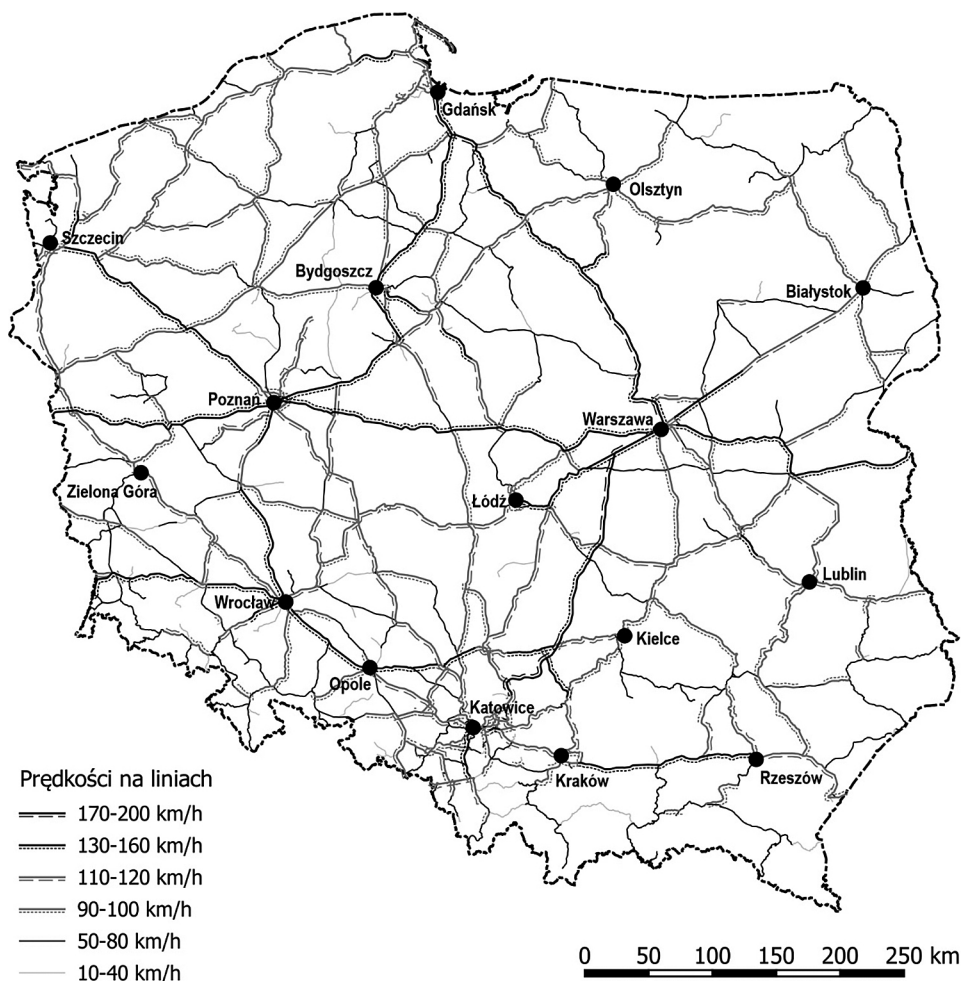 Gdańsk
Olsztyn
Szczecin
Bydgoszcz
Białystok
Poznań
Warszawa
Zielona Góra
Łódź
Wrocław
Lublin
Kielce
Opole
Katowice
Kraków
Rzeszów
Prędkości na liniach
170-200 km/h
130-160 km/h
110-120 km/h
90-100 km/h
50-80 km/h
10-40 km/h
0 50 100 150 200 250 km